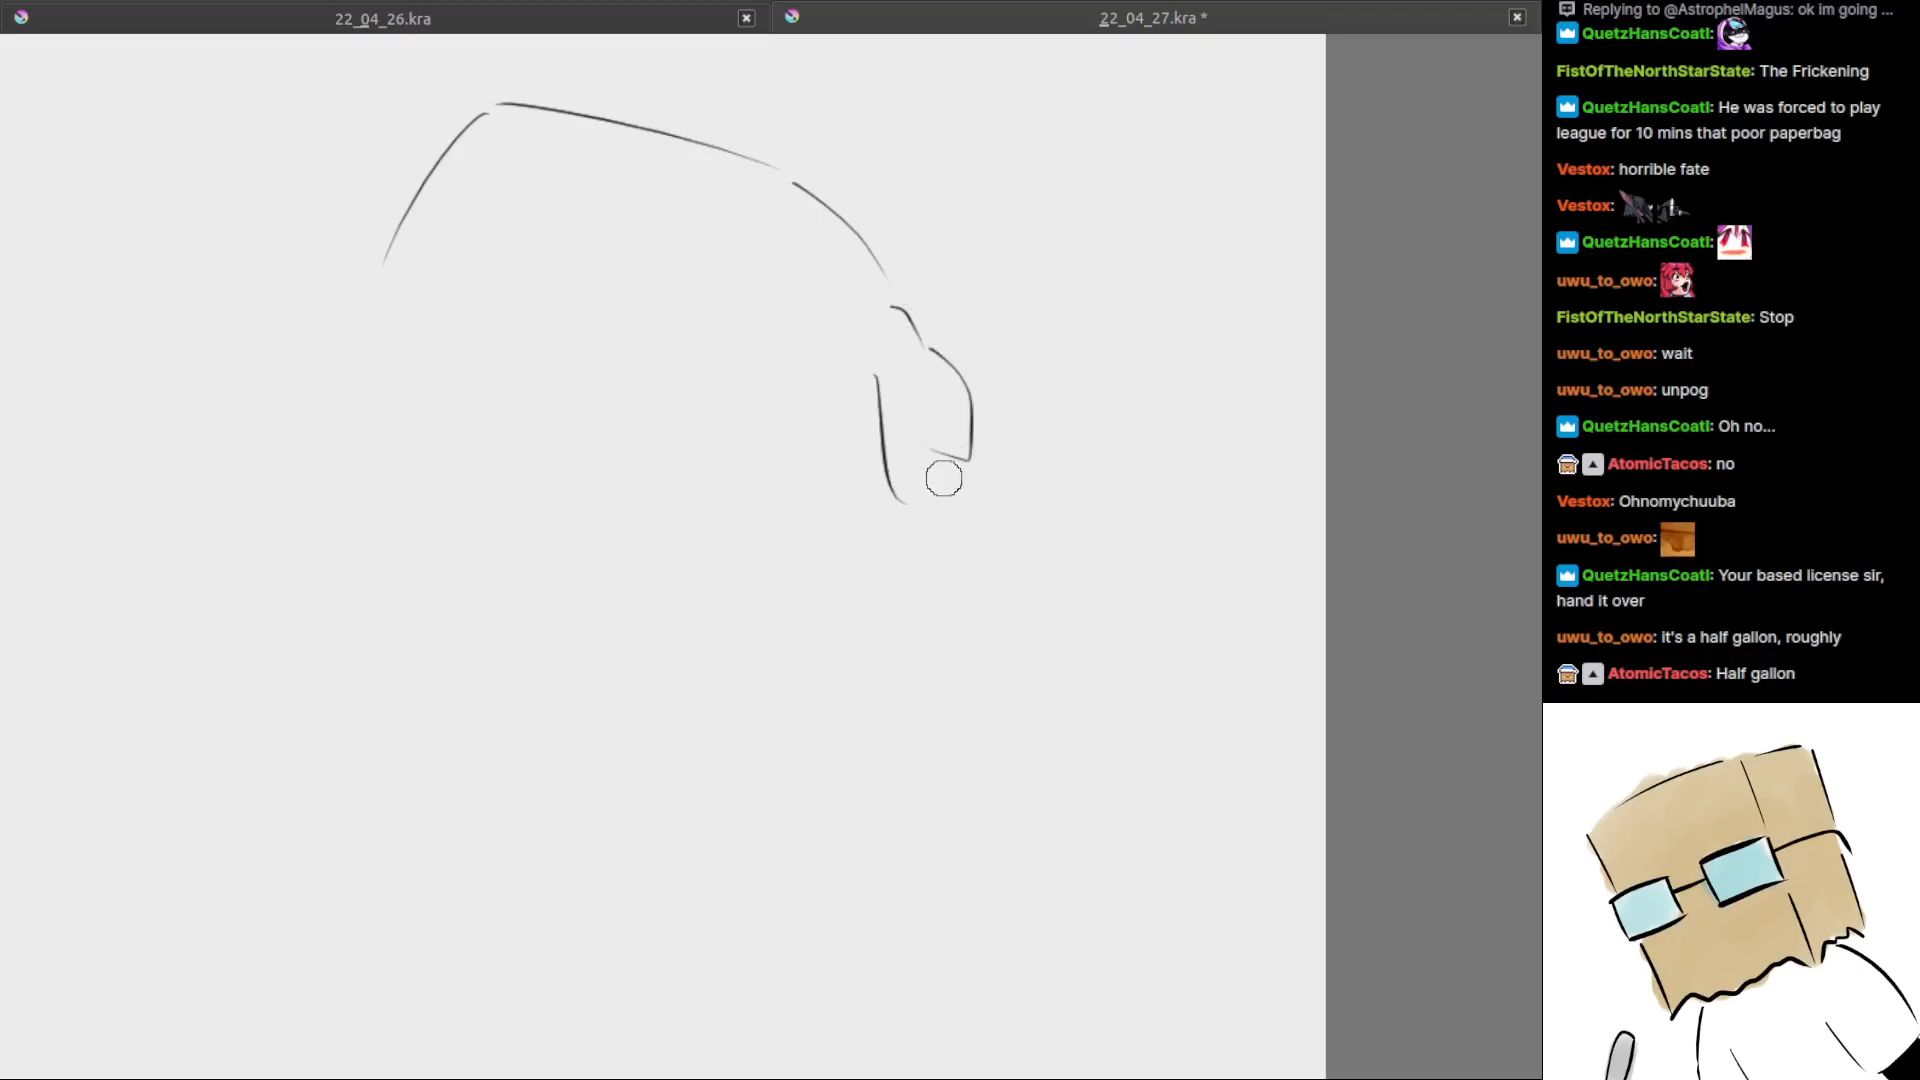 22_04_26.kra
22_04_27.kra *
Replying to @AstrophelMagus: ok im going ...
QuetzHansCoatl:
FistOfTheNorthStarState: The Frickening
QuetzHansCoatl: He was forced to play
league for 10 mins that poor paperbag
Vestox: horrible fate
Vestox:
QuetzHansCoatl:
uwu_to_owo:
FistOfTheNorthStarState: Stop
uwu_to_owo: wait
uwu_to_owo: unpog
QuetzHansCoatl: Oh no...
AtomicTacos: no
Vestox: Ohnomychuuba
uwu_to_owo:
QuetzHansCoatl: Your based license sir,
hand it over
uwu_to_owo: it's a half gallon, roughly
AtomicTacos: Half gallon